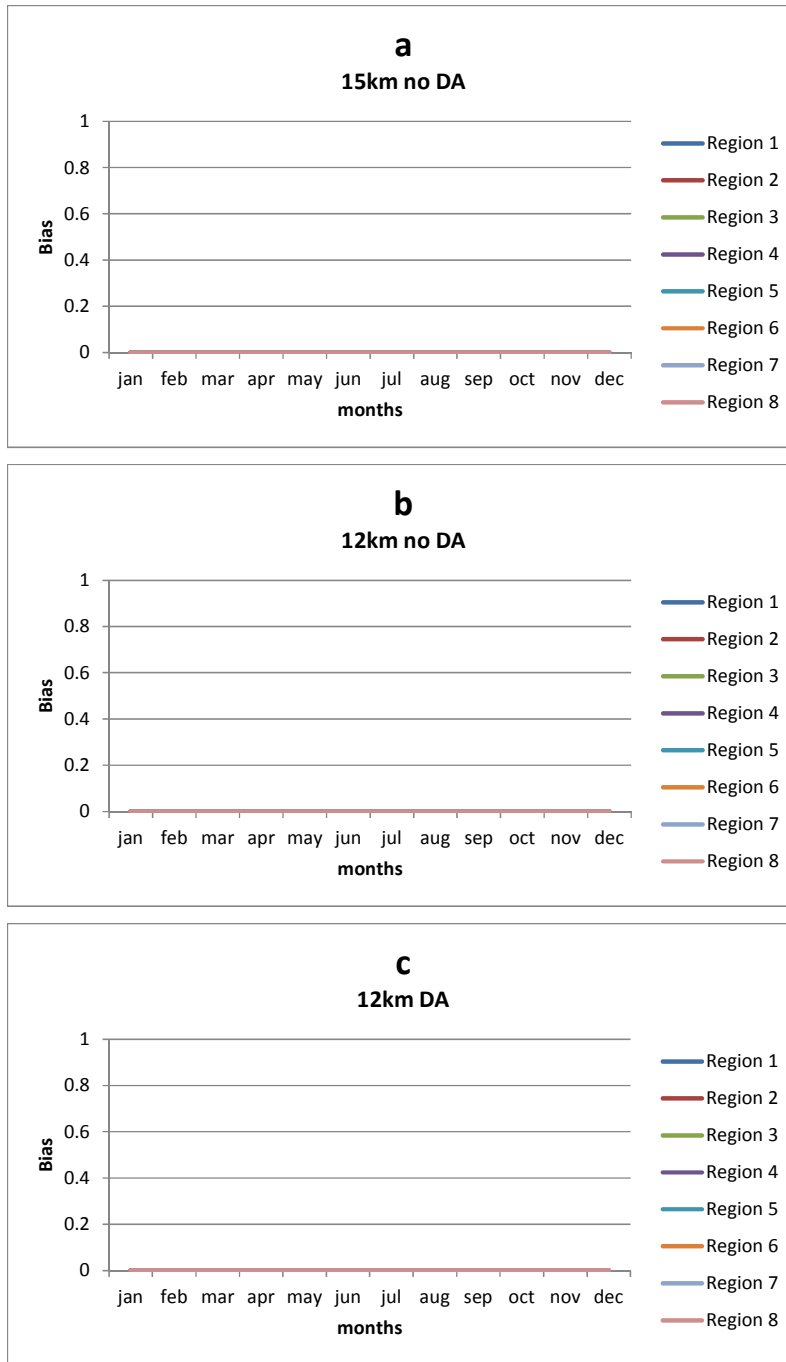 a
15km no DA
1
0.8
0.6
0.4
0.2
0
Bias
jan feb mar apr may jun jul aug sep oct nov dec
months
Region 1
Region 2
Region 3
Region 4
Region 5
Region 6
Region 7
Region 8
b
12km no DA
1
0.8
0.6
0.4
0.2
0
Bias
jan feb mar apr may jun jul aug sep oct nov dec
months
Region 1
Region 2
Region 3
Region 4
Region 5
Region 6
Region 7
Region 8
c
12km DA
1
0.8
0.6
0.4
0.2
0
Bias
jan feb mar apr may jun jul aug sep oct nov dec
months
Region 1
Region 2
Region 3
Region 4
Region 5
Region 6
Region 7
Region 8